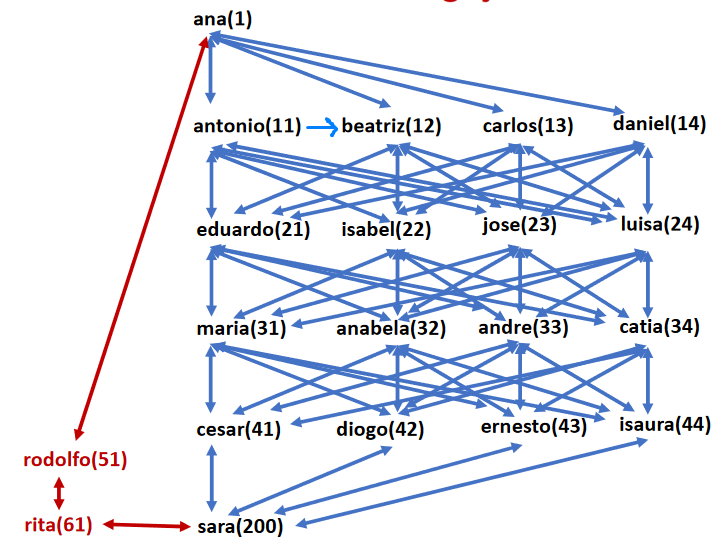 ana(1)
antonio(11) beatriz(12) carlos(13) daniel(14)
eduardo(21) isabel(22) jose(23) luisa(24)
maria(31) anabela(32) andre(33) catia(34)
cesar(41) diogo(42) ernesto(43) isaura(44)
rodolfo(51)
rita(61) sara(200)